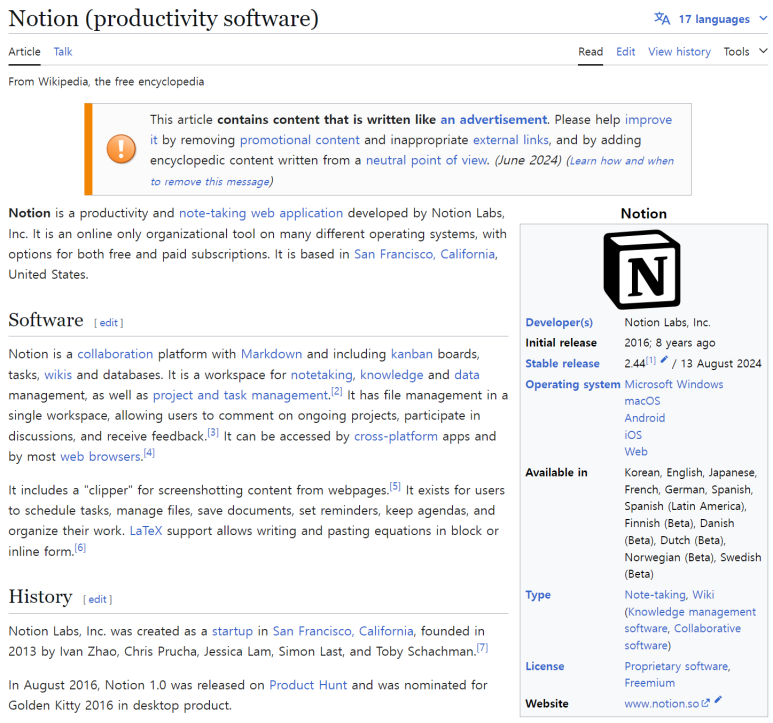 Notion (productivity software)
17 languages
Article Talk Read Edit View history Tools
From Wikipedia, the free encyclopedia
This article contains content that is written like an advertisement. Please help improve
it by removing promotional content and inappropriate external links, and by adding
encyclopedic content written from a neutral point of view. (June 2024) (Learn how and when
to remove this message)
Notion is a productivity and note-taking web application developed by Notion Labs,
Inc. It is an online only organizational tool on many different operating systems, with
options for both free and paid subscriptions. It is based in San Francisco, California,
United States.
Software [ edit ]
Notion is a collaboration platform with Markdown and including kanban boards,
tasks, wikis and databases. It is a workspace for notetaking, knowledge and data
management, as well as project and task management.[2] It has file management in a
single workspace, allowing users to comment on ongoing projects, participate in
discussions, and receive feedback.[3] It can be accessed by cross-platform apps and
by most web browsers.[4]
It includes a "clipper" for screenshotting content from webpages.[5] It exists for users
to schedule tasks, manage files, save documents, set reminders, keep agendas, and
organize their work. LaTeX support allows writing and pasting equations in block or
inline form.[6]
History [ edit ]
Notion Labs, Inc. was created as a startup in San Francisco, California, founded in
2013 by Ivan Zhao, Chris Prucha, Jessica Lam, Simon Last, and Toby Schachman.[7]
In August 2016, Notion 1.0 was released on Product Hunt and was nominated for
Golden Kitty 2016 in desktop product.
Notion
N
Developer(s) Notion Labs, Inc.
Initial release 2016; 8 years ago
Stable release 2.44[1] / 13 August 2024
Operating system Microsoft Windows
macOS
Android
iOS
Web
Available in Korean, English, Japanese,
French, German, Spanish,
Spanish (Latin America),
Finnish (Beta), Danish
(Beta), Dutch (Beta),
Norwegian (Beta), Swedish
(Beta)
Type Note-taking, Wiki
(Knowledge management
software, Collaborative
software)
License Proprietary software,
Freemium
Website www.notion.so